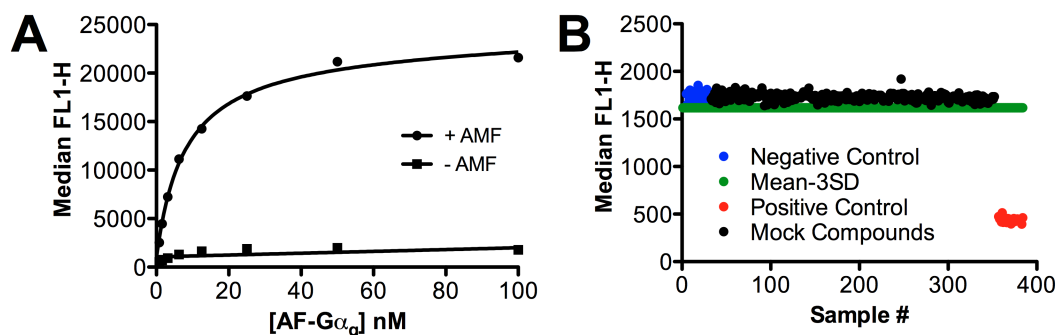 A
Median FL1-H
25000
20000
15000
10000
5000
0
+ AMF
- AMF
0 20 40 60 80 100
[AF-Gαq] nM
B
Median FL1-H
2500
2000
1500
1000
500
0
Negative Control
Mean-3SD
Positive Control
Mock Compounds
0 100 200 300 400
Sample #